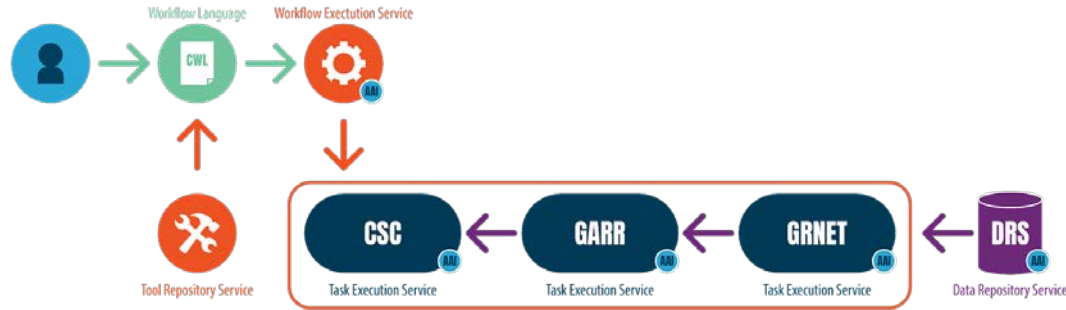 Workflow Language
Workflow Exectution Service
CWL
AAI
CSC
GARR
GRNET
DRS
AAI
AAI
AAI
AAI
Tool Repository Service
Task Execution Service
Task Execution Service
Task Execution Service
Data Repository Service